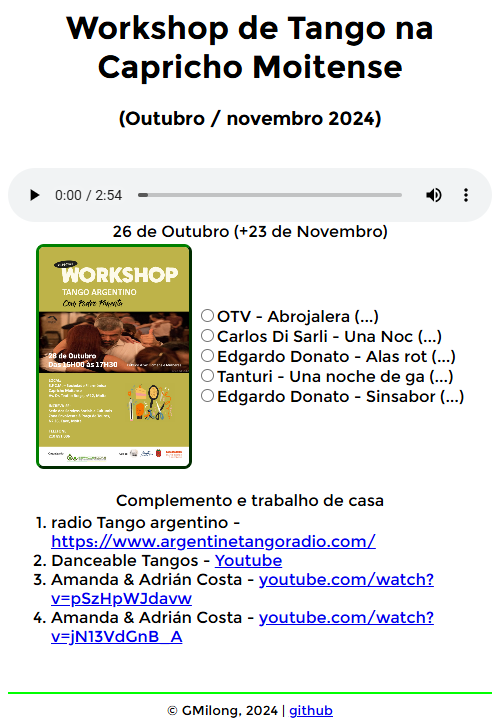 Workshop de Tango na
Capricho Moitense
(Outubro / novembro 2024)
0:00 / 2:54
26 de Outubro (+23 de Novembro)
WORKSHOP
TANGO ARGENTINO
Com Pedro Pimenta
26 de Outubro
Das 15H00 às 17H30
OTV - Abrojalera (...)
Carlos Di Sarli - Una Noc (...)
Edgardo Donato - Alas rot (...)
Tanturi - Una noche de ga (...)
Edgardo Donato - Sinsabor (...)
Complemento e trabalho de casa
1. radio Tango argentino -
https://www.argentinetangoradio.com/
2. Danceable Tangos - Youtube
3. Amanda & Adrián Costa - youtube.com/watch?
v=pSzHpWJdavw
4. Amanda & Adrián Costa - youtube.com/watch?
v=jN13VdGnB_A
© GMilong, 2024 | github